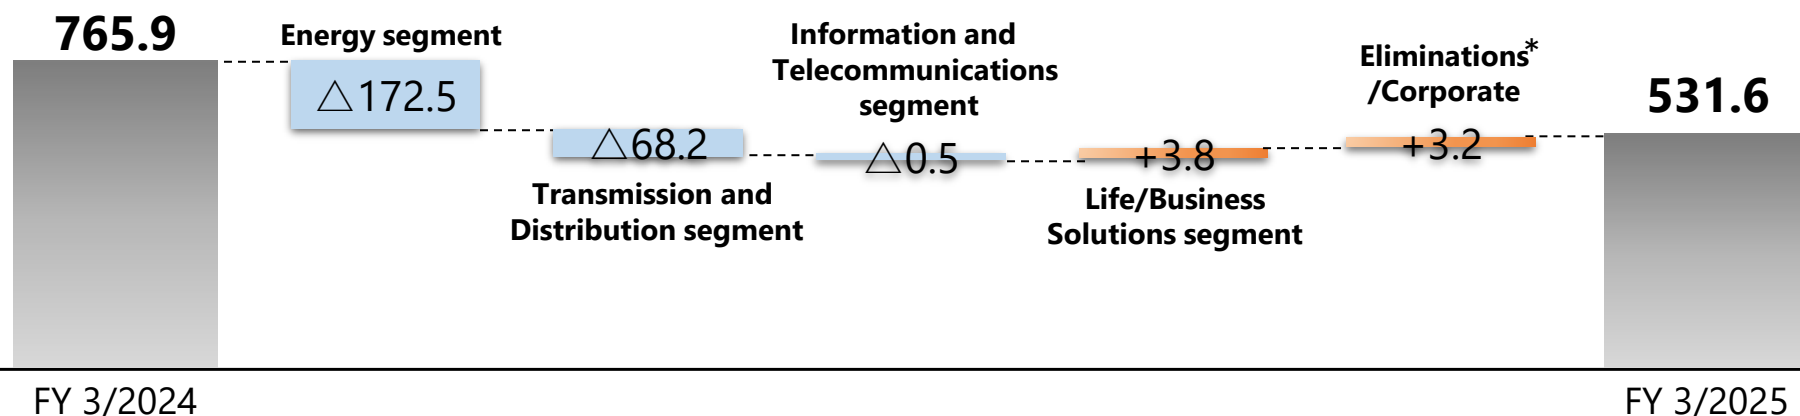 765.9
Energy segment
△172.5
△68.2
Transmission and
Distribution segment
Information and
Telecommunications
segment
△0.5
+3.8
Life/Business
Solutions segment
Eliminations*
/Corporate
+3.2
531.6
FY 3/2024
FY 3/2025